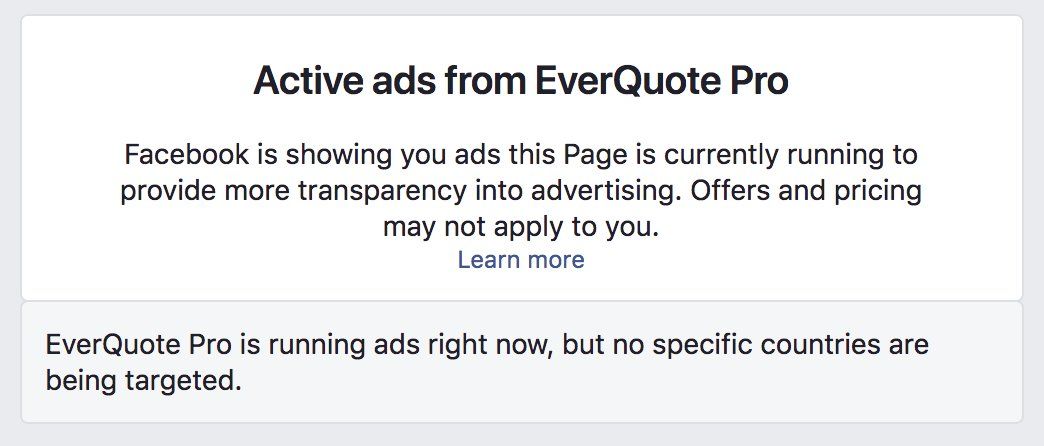 Active ads from EverQuote Pro
Facebook is showing you ads this Page is currently running to
provide more transparency into advertising. Offers and pricing
may not apply to you.
Learn more
EverQuote Pro is running ads right now, but no specific countries are
being targeted.